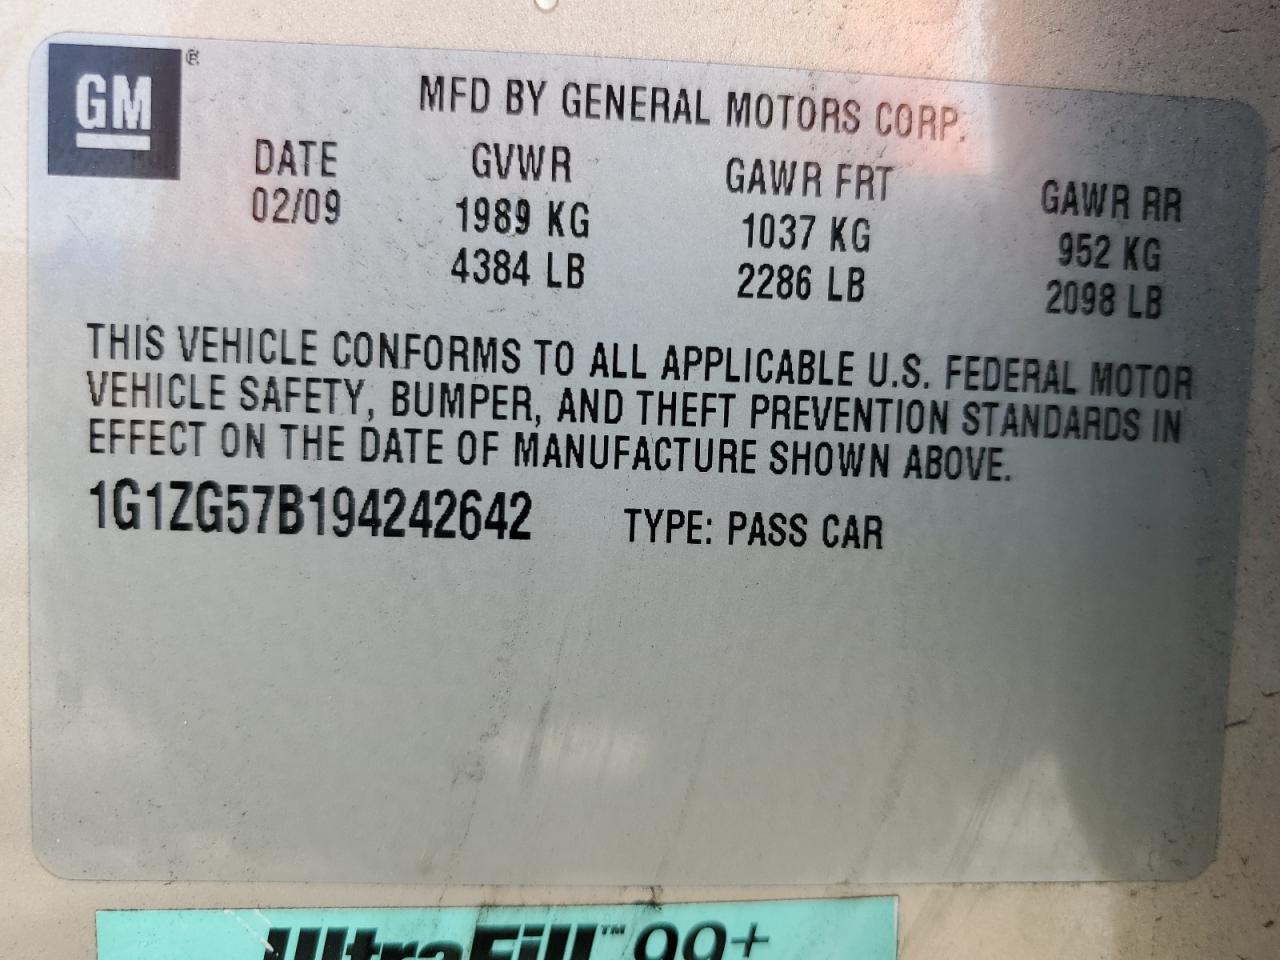 GM®
MFD BY GENERAL MOTORS CORP.
DATE GVWR GAWR FRT GAWR RR
02/09 1989 KG 1037 KG 952 KG
4384 LB 2286 LB 2098 LB
THIS VEHICLE CONFORMS TO ALL APPLICABLE U.S. FEDERAL MOTOR
VEHICLE SAFETY, BUMPER, AND THEFT PREVENTION STANDARDS IN
EFFECT ON THE DATE OF MANUFACTURE SHOWN ABOVE.
1G1ZG57B194242642 TYPE: PASS CAR
UltraFill™ 99+